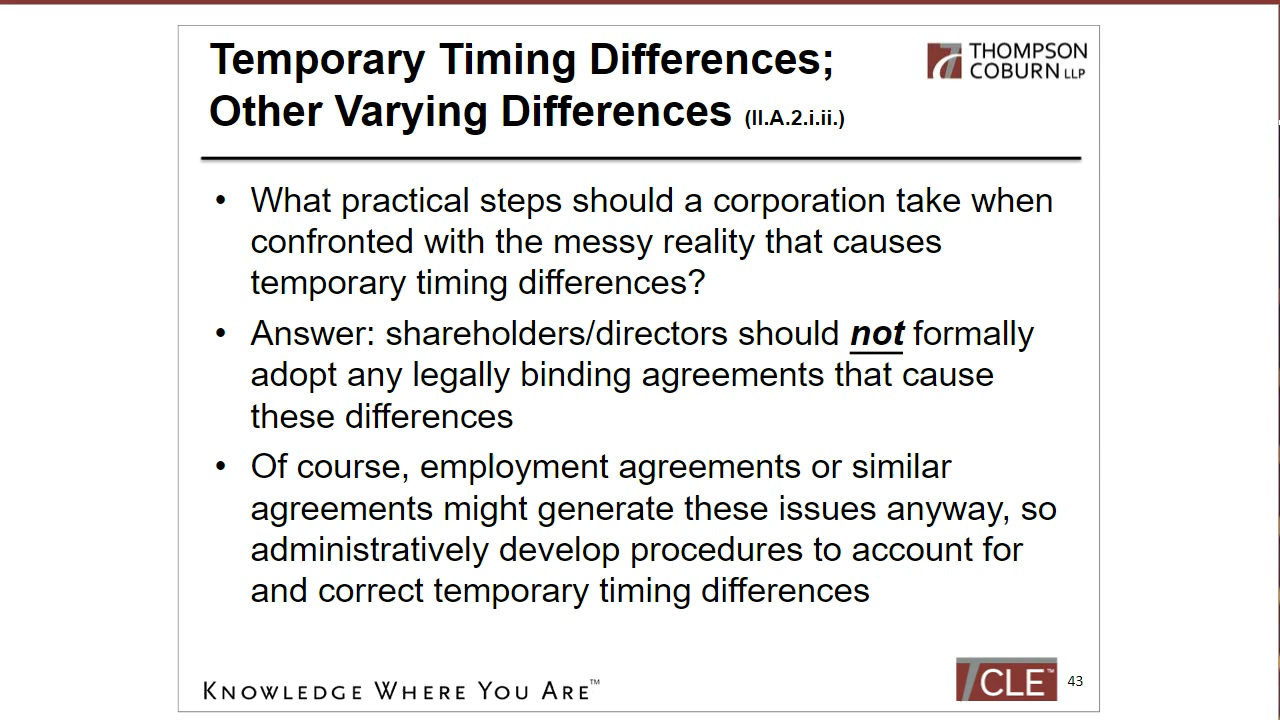 Temporary Timing Differences;
Other Varying Differences (II.A.2.i.ii.)
THOMPSON
COBURN LLP
• What practical steps should a corporation take when
confronted with the messy reality that causes
temporary timing differences?
• Answer: shareholders/directors should not formally
adopt any legally binding agreements that cause
these differences
• Of course, employment agreements or similar
agreements might generate these issues anyway, so
administratively develop procedures to account for
and correct temporary timing differences
KNOWLEDGE WHERE YOU ARE™
CLE™
43